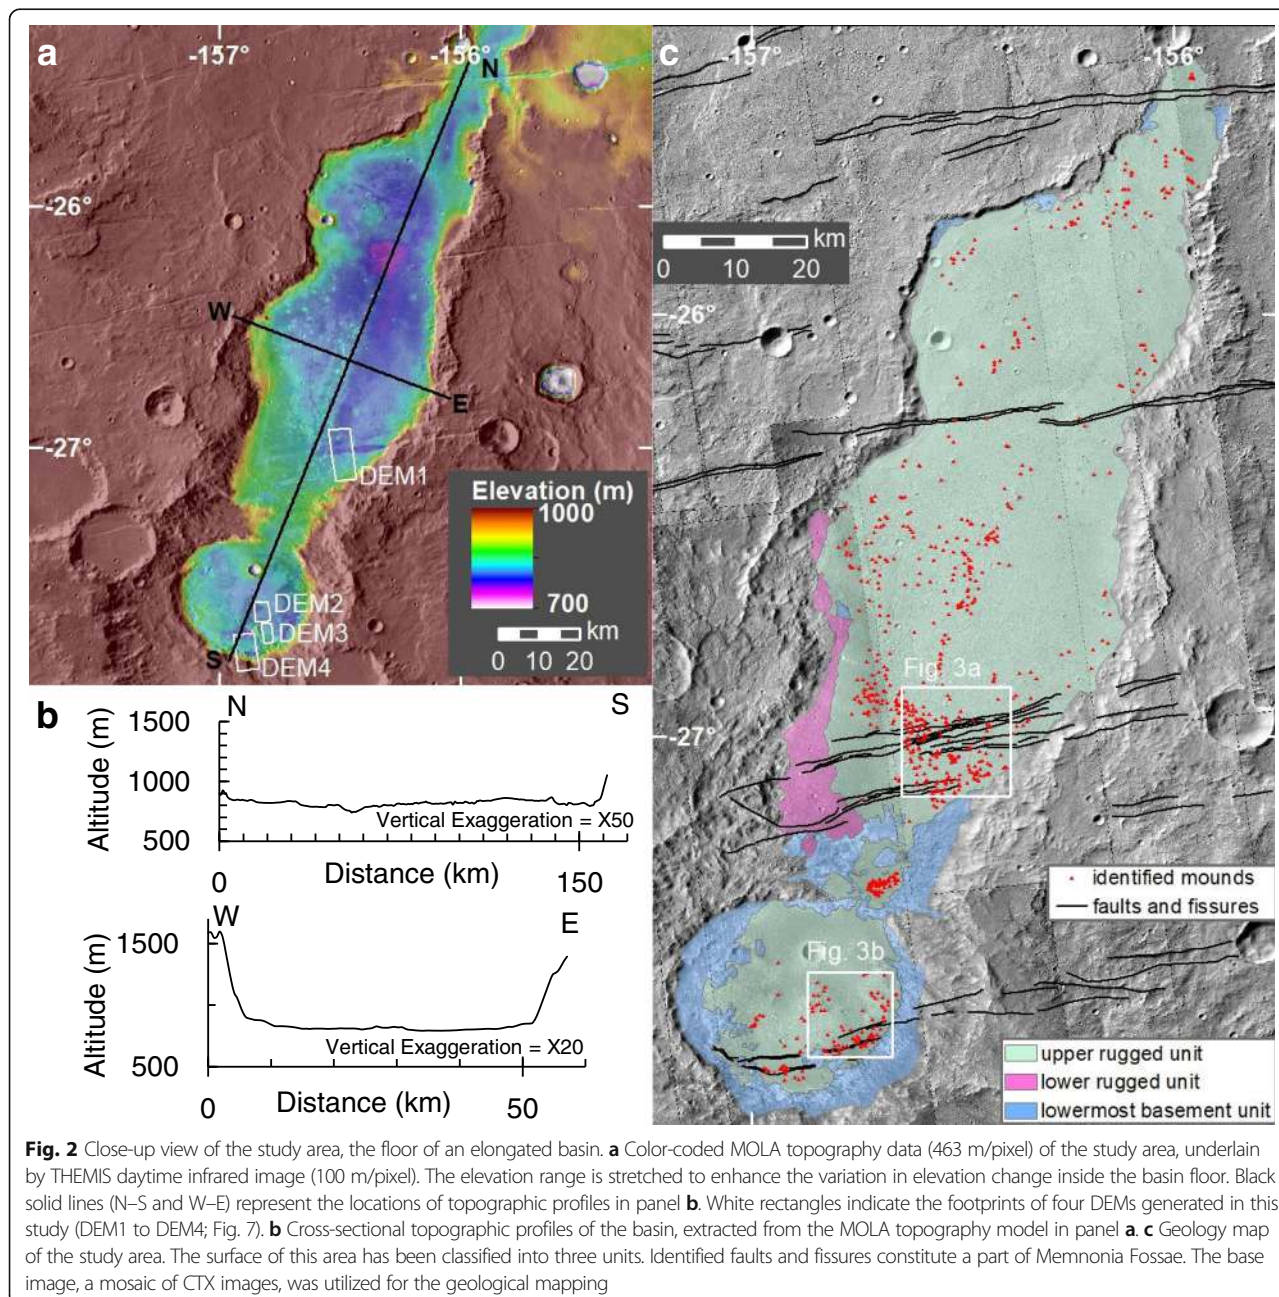 a
-157°
-156°
N
-26°
W
E
-27°
DEM1
Elevation (m)
1000
700
km
0 10 20
DEM2
DEM3
S
DEM4
b
N
S
1500
1000
500
Altitude (m)
Vertical Exaggeration = X50
0
Distance (km)
150
W
E
1500
500
Altitude (m)
Vertical Exaggeration = X20
0
Distance (km)
50
c
-157°
-156°
km
0 10 20
-26°
Fig. 3a
-27°
identified mounds
faults and fissures
Fig. 3b
upper rugged unit
lower rugged unit
lowermost basement unit
Fig. 2 Close-up view of the study area, the floor of an elongated basin. a Color-coded MOLA topography data (463 m/pixel) of the study area, underlain
by THEMIS daytime infrared image (100 m/pixel). The elevation range is stretched to enhance the variation in elevation change inside the basin floor. Black
solid lines (N–S and W–E) represent the locations of topographic profiles in panel b. White rectangles indicate the footprints of four DEMs generated in this
study (DEM1 to DEM4; Fig. 7). b Cross-sectional topographic profiles of the basin, extracted from the MOLA topography model in panel a. c Geology map
of the study area. The surface of this area has been classified into three units. Identified faults and fissures constitute a part of Memnonia Fossae. The base
image, a mosaic of CTX images, was utilized for the geological mapping